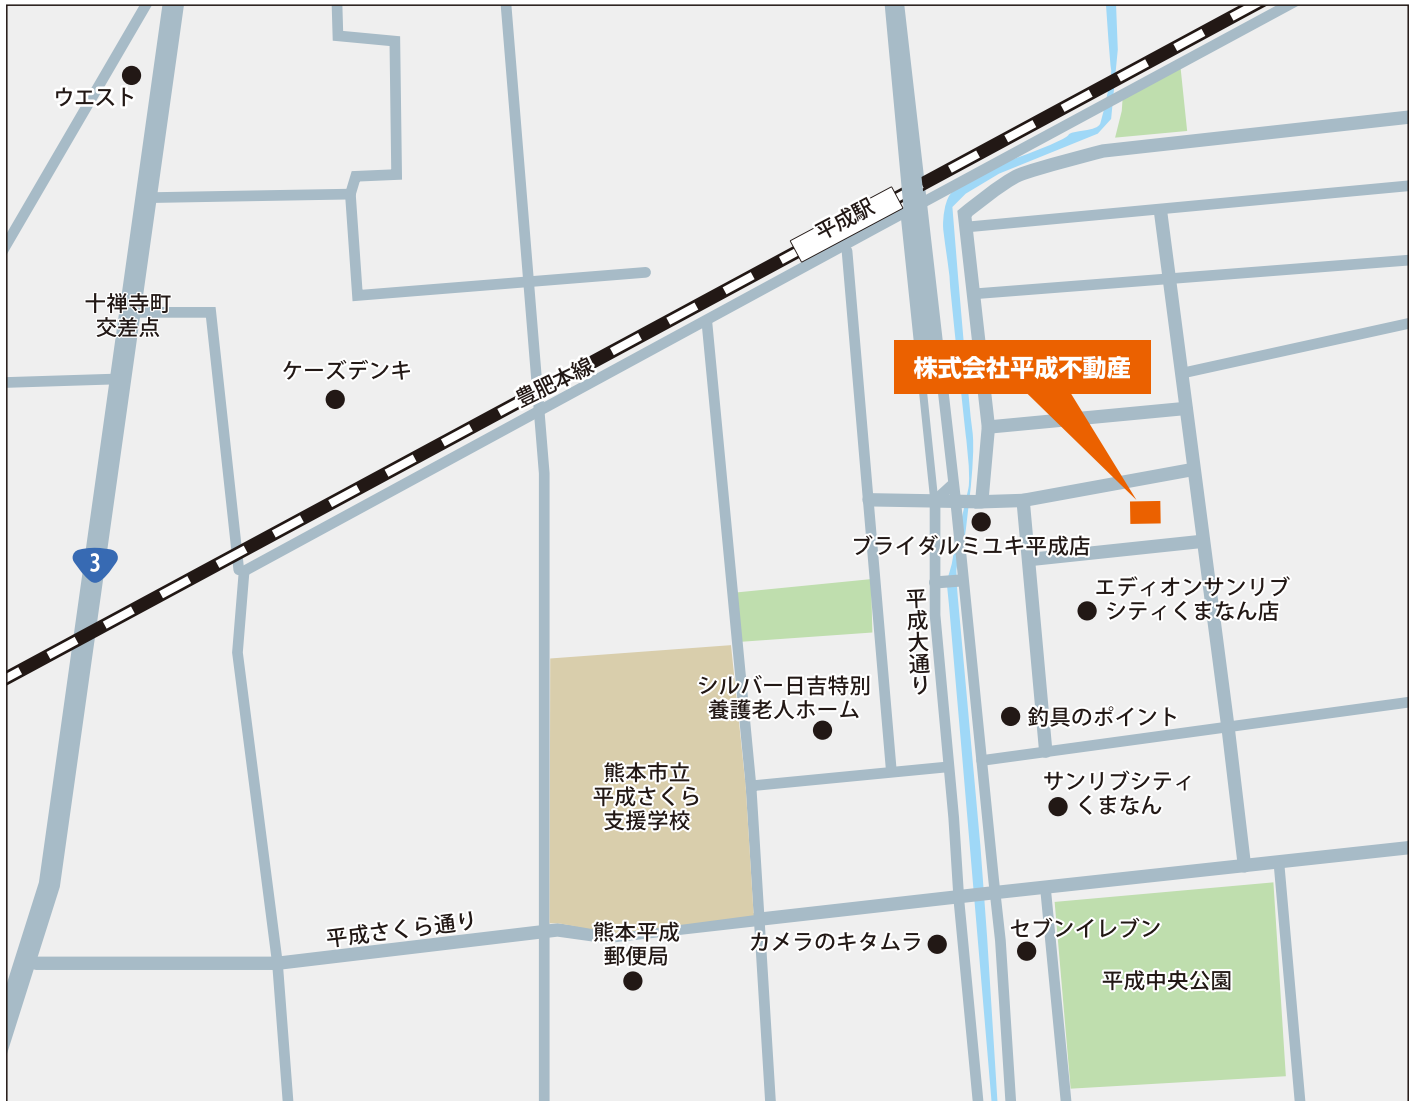 ウエスト
平成駅
十禅寺町
交差点
ケーズデンキ
豊肥本線
株式会社平成不動産
3
ブライダルミユキ平成店
エディオンサンリブ
シティくまなん店
平成大通り
シルバー日吉特別
養護老人ホーム
釣具のポイント
熊本市立
平成さくら
支援学校
サンリブシティ
くまなん
平成さくら通り
熊本平成
郵便局
カメラのキタムラ
セブンイレブン
平成中央公園